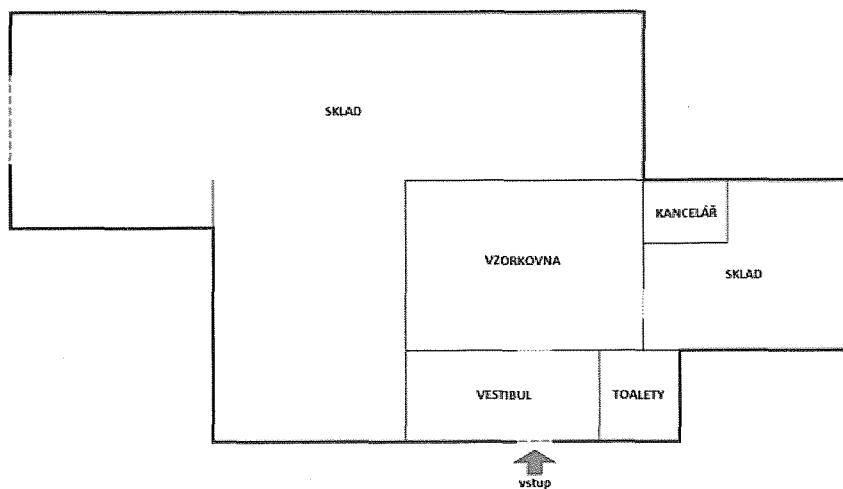 SKLAD
KANCELÁŘ
VZORKOVNA
SKLAD
VESTIBUL
TOALETY
vstup